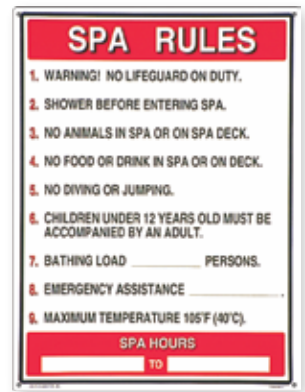 SPA RULES
1. WARNING! NO LIFEGUARD ON DUTY.
2. SHOWER BEFORE ENTERING SPA.
3. NO ANIMALS IN SPA OR ON SPA DECK.
4. NO FOOD OR DRINK IN SPA OR ON DECK.
5. NO DIVING OR JUMPING.
6. CHILDREN UNDER 12 YEARS OLD MUST BE
ACCOMPANIED BY AN ADULT.
7. BATHING LOAD __________ PERSONS.
8. EMERGENCY ASSISTANCE ______________.
9. MAXIMUM TEMPERATURE 105°F (40°C).
SPA HOURS
TO